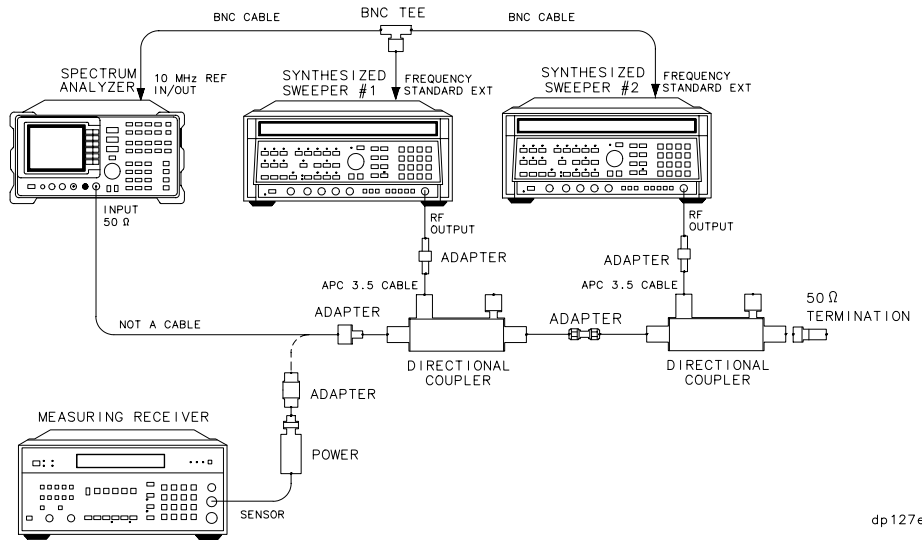 BNC TEE
BNC CABLE
BNC CABLE
SPECTRUM
ANALYZER
10 MHz REF
IN/OUT
SYNTHESIZED
SWEEPER #1
FREQUENCY
STANDARD EXT
SYNTHESIZED
SWEEPER #2
FREQUENCY
STANDARD EXT
INPUT
50 Ω
RF
OUTPUT
RF
OUTPUT
ADAPTER
ADAPTER
APC 3.5 CABLE
APC 3.5 CABLE
50 Ω
TERMINATION
NOT A CABLE
ADAPTER
ADAPTER
DIRECTIONAL
COUPLER
DIRECTIONAL
COUPLER
ADAPTER
MEASURING RECEIVER
POWER
SENSOR
dp127e